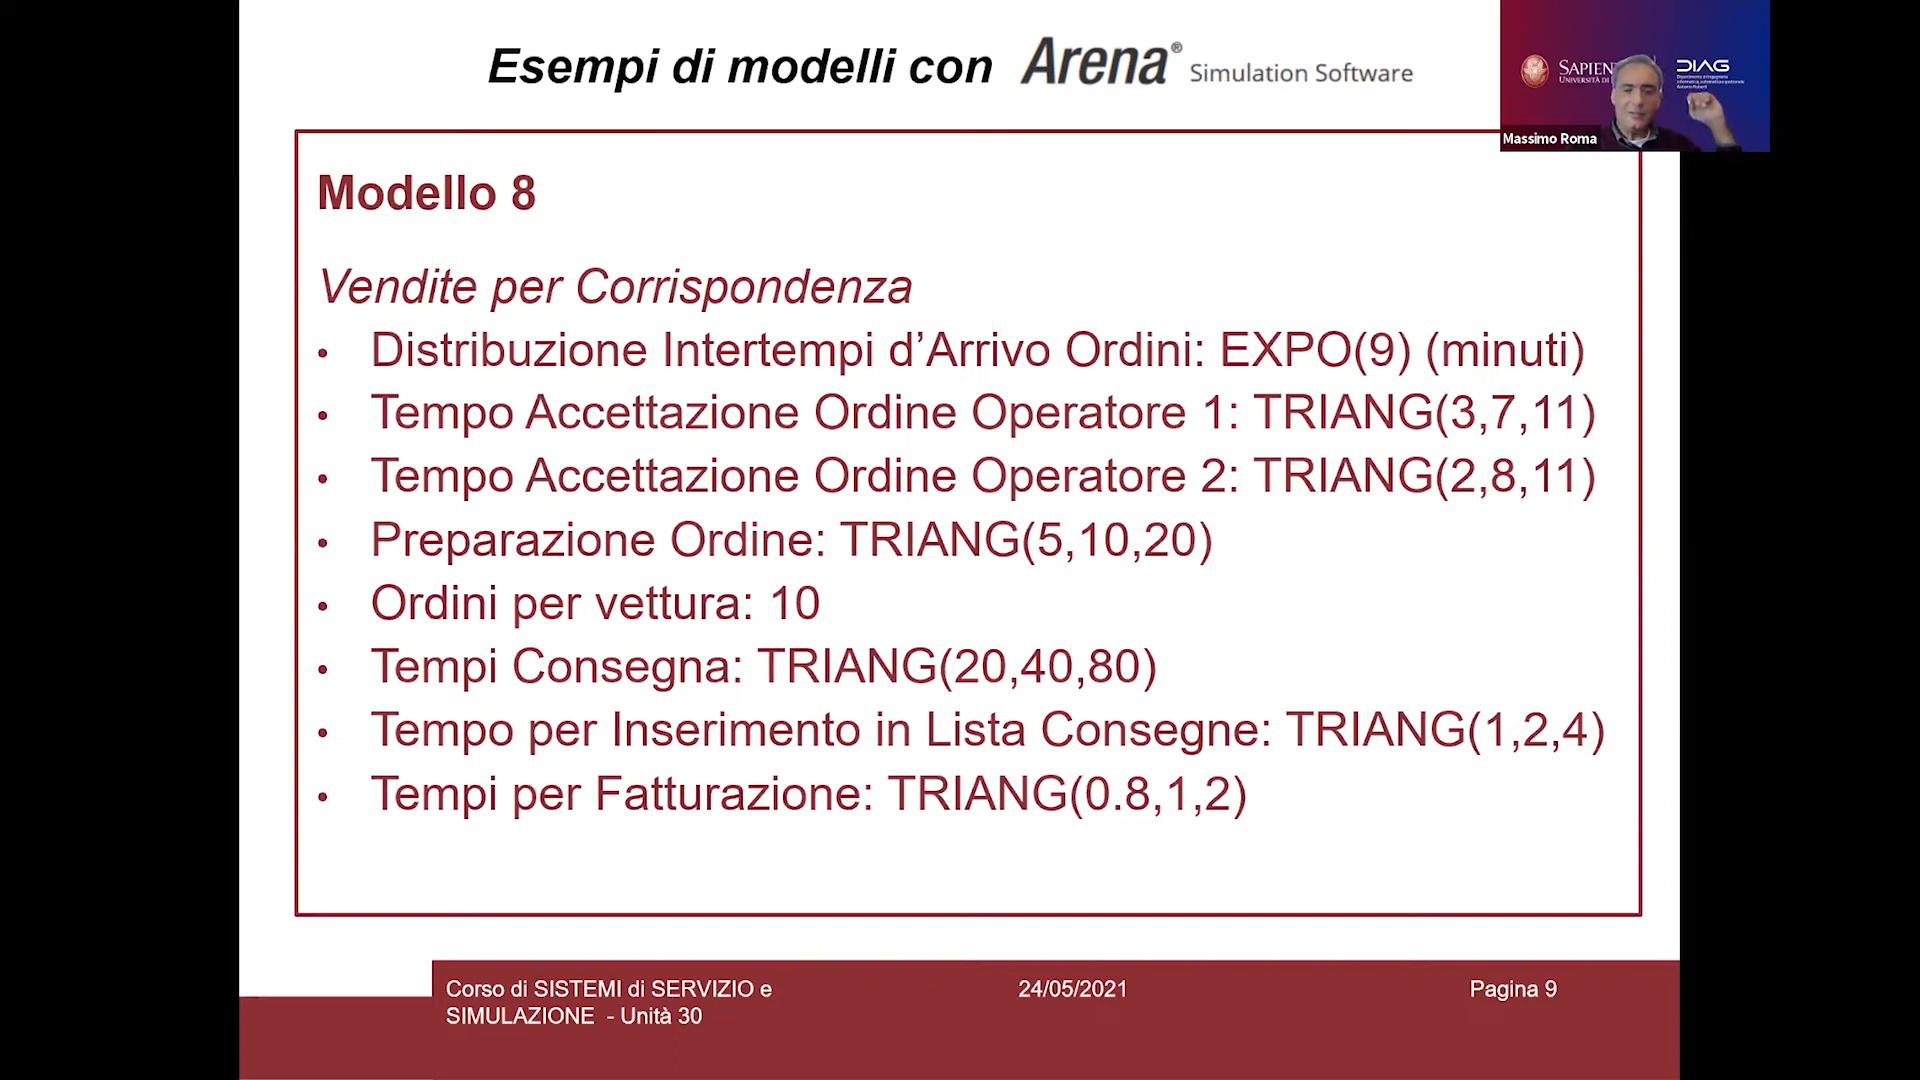 Esempi di modelli con Arena® Simulation Software
SAPIEN
UNIVERSITÀ DI
DIAG
Massimo Roma
Modello 8
Vendite per Corrispondenza
• Distribuzione Intertempi d’Arrivo Ordini: EXPO(9) (minuti)
• Tempo Accettazione Ordine Operatore 1: TRIANG(3,7,11)
• Tempo Accettazione Ordine Operatore 2: TRIANG(2,8,11)
• Preparazione Ordine: TRIANG(5,10,20)
• Ordini per vettura: 10
• Tempi Consegna: TRIANG(20,40,80)
• Tempo per Inserimento in Lista Consegne: TRIANG(1,2,4)
• Tempi per Fatturazione: TRIANG(0.8,1,2)
Corso di SISTEMI di SERVIZIO e
SIMULAZIONE - Unità 30
24/05/2021
Pagina 9